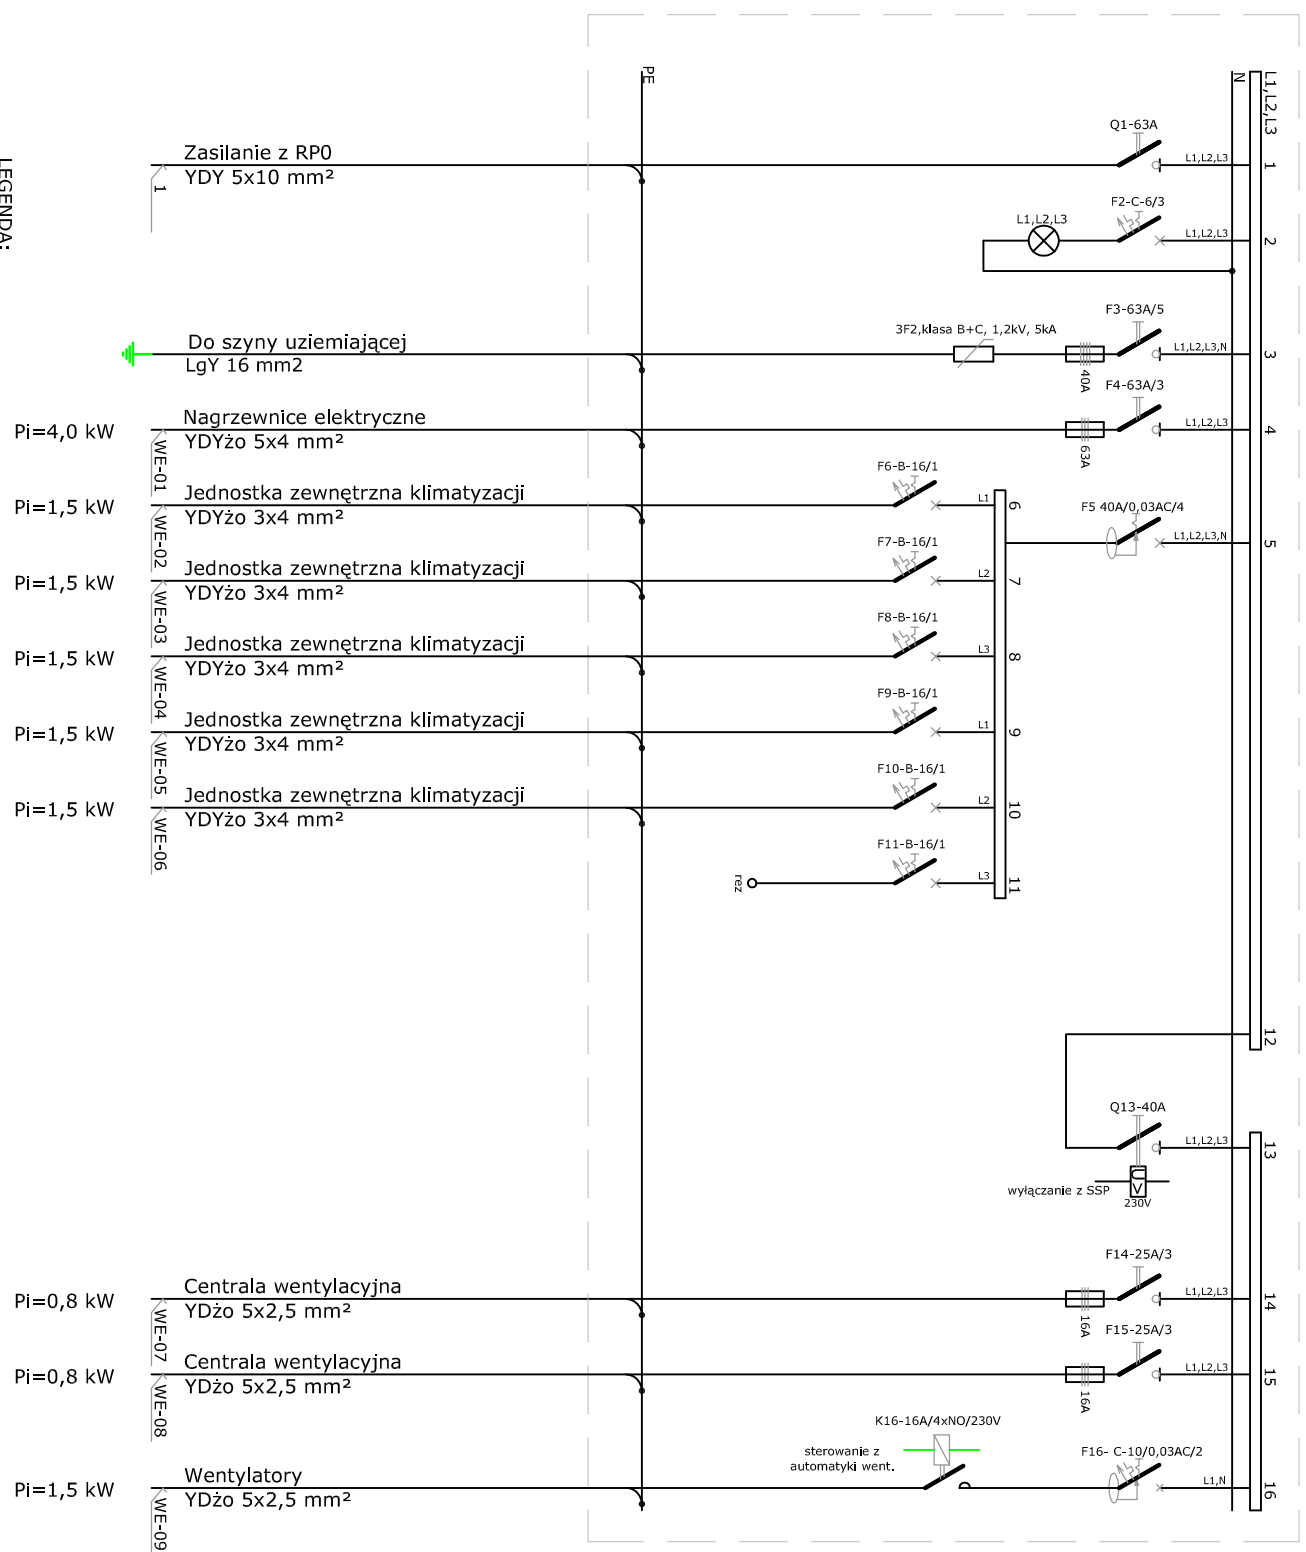 PE
N
L1,L2,L3
LEGENDA:
Q1-63A
Zasilanie z RP0
L1,L2,L3
1
YDY 5x10 mm²
1
F2-C-6/3
L1,L2,L3
L1,L2,L3
2
F3-63A/5
3F2,klasa B+C, 1,2kV, 5kA
Do szyny uziemiającej
L1,L2,L3,N
3
LgY 16 mm2
40A
F4-63A/3
Nagrzewnice elektryczne
L1,L2,L3
4
Pi=4,0 kW
YDYżo 5x4 mm²
63A
WE-01
F6-B-16/1
Jednostka zewnętrzna klimatyzacji
L1
6
Pi=1,5 kW
YDYżo 3x4 mm²
WE-02
F5 40A/0,03AC/4
L1,L2,L3,N
5
F7-B-16/1
Jednostka zewnętrzna klimatyzacji
L2
7
Pi=1,5 kW
YDYżo 3x4 mm²
WE-03
F8-B-16/1
Jednostka zewnętrzna klimatyzacji
L3
8
Pi=1,5 kW
YDYżo 3x4 mm²
WE-04
F9-B-16/1
Jednostka zewnętrzna klimatyzacji
L1
9
Pi=1,5 kW
YDYżo 3x4 mm²
WE-05
F10-B-16/1
Jednostka zewnętrzna klimatyzacji
L2
10
Pi=1,5 kW
YDYżo 3x4 mm²
WE-06
F11-B-16/1
L3
11
rez
12
Q13-40A
L1,L2,L3
13
wyłączanie z SSP
U<
230V
F14-25A/3
Centrala wentylacyjna
L1,L2,L3
14
Pi=0,8 kW
YDżo 5x2,5 mm²
16A
WE-07
F15-25A/3
Centrala wentylacyjna
L1,L2,L3
15
Pi=0,8 kW
YDżo 5x2,5 mm²
16A
WE-08
K16-16A/4xNO/230V
sterowanie z
automatyki went.
F16- C-10/0,03AC/2
Wentylatory
L1,N
16
Pi=1,5 kW
YDżo 5x2,5 mm²
WE-09